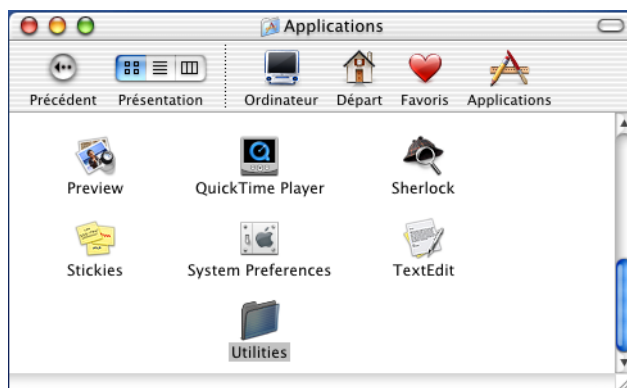 Applications
Précédent Présentation Ordinateur Départ Favoris Applications
Preview QuickTime Player Sherlock
Stickies System Preferences TextEdit
Utilities